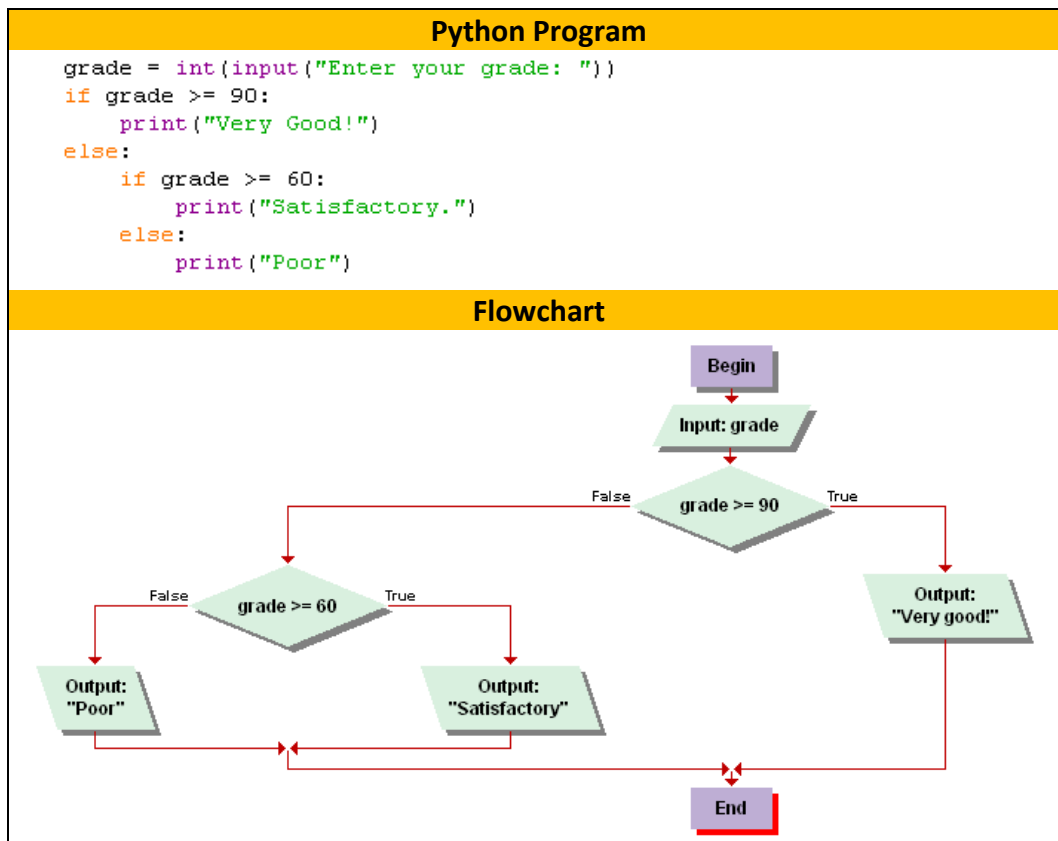 Python Program
grade = int(input("Enter your grade: "))
if grade >= 90:
    print("Very Good!")
else:
    if grade >= 60:
        print("Satisfactory.")
    else:
        print("Poor")
Flowchart
Begin
Input: grade
False
grade >= 90
True
False
grade >= 60
True
Output:
"Very good!"
Output:
"Poor"
Output:
"Satisfactory"
End